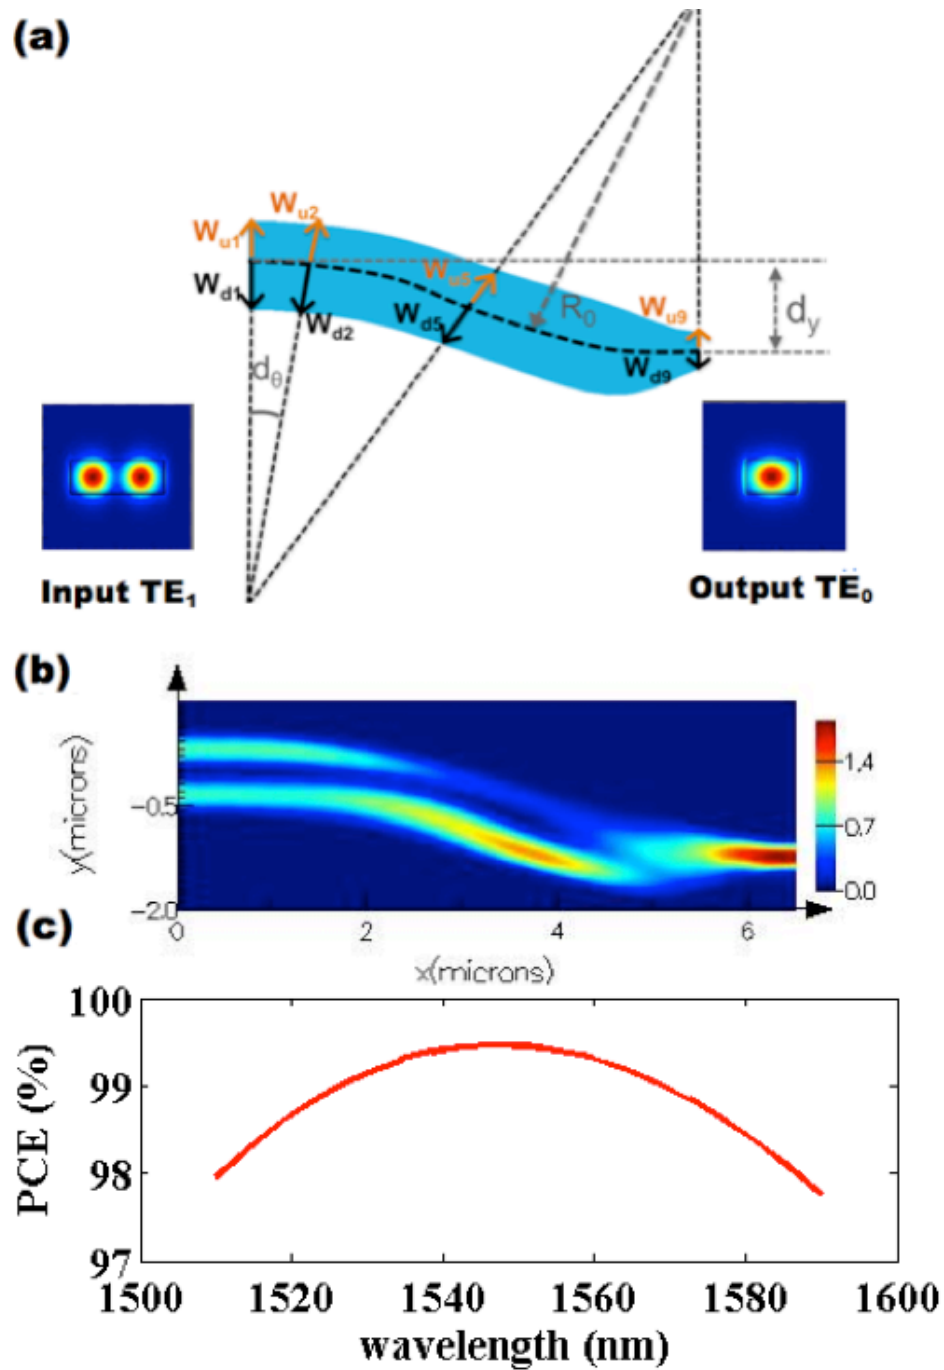 (a)
Wu1
Wu2
Wd1
Wd2
Wu5
Wd5
R0
Wu9
Wd9
dy
dθ
Input TE1
Output TE0
(b)
y(microns)
−0.5
−2.0
0
2
4
6
x(microns)
1.4
0.7
0.0
(c)
PCE (%)
100
99
98
97
1500
1520
1540
1560
1580
1600
wavelength (nm)